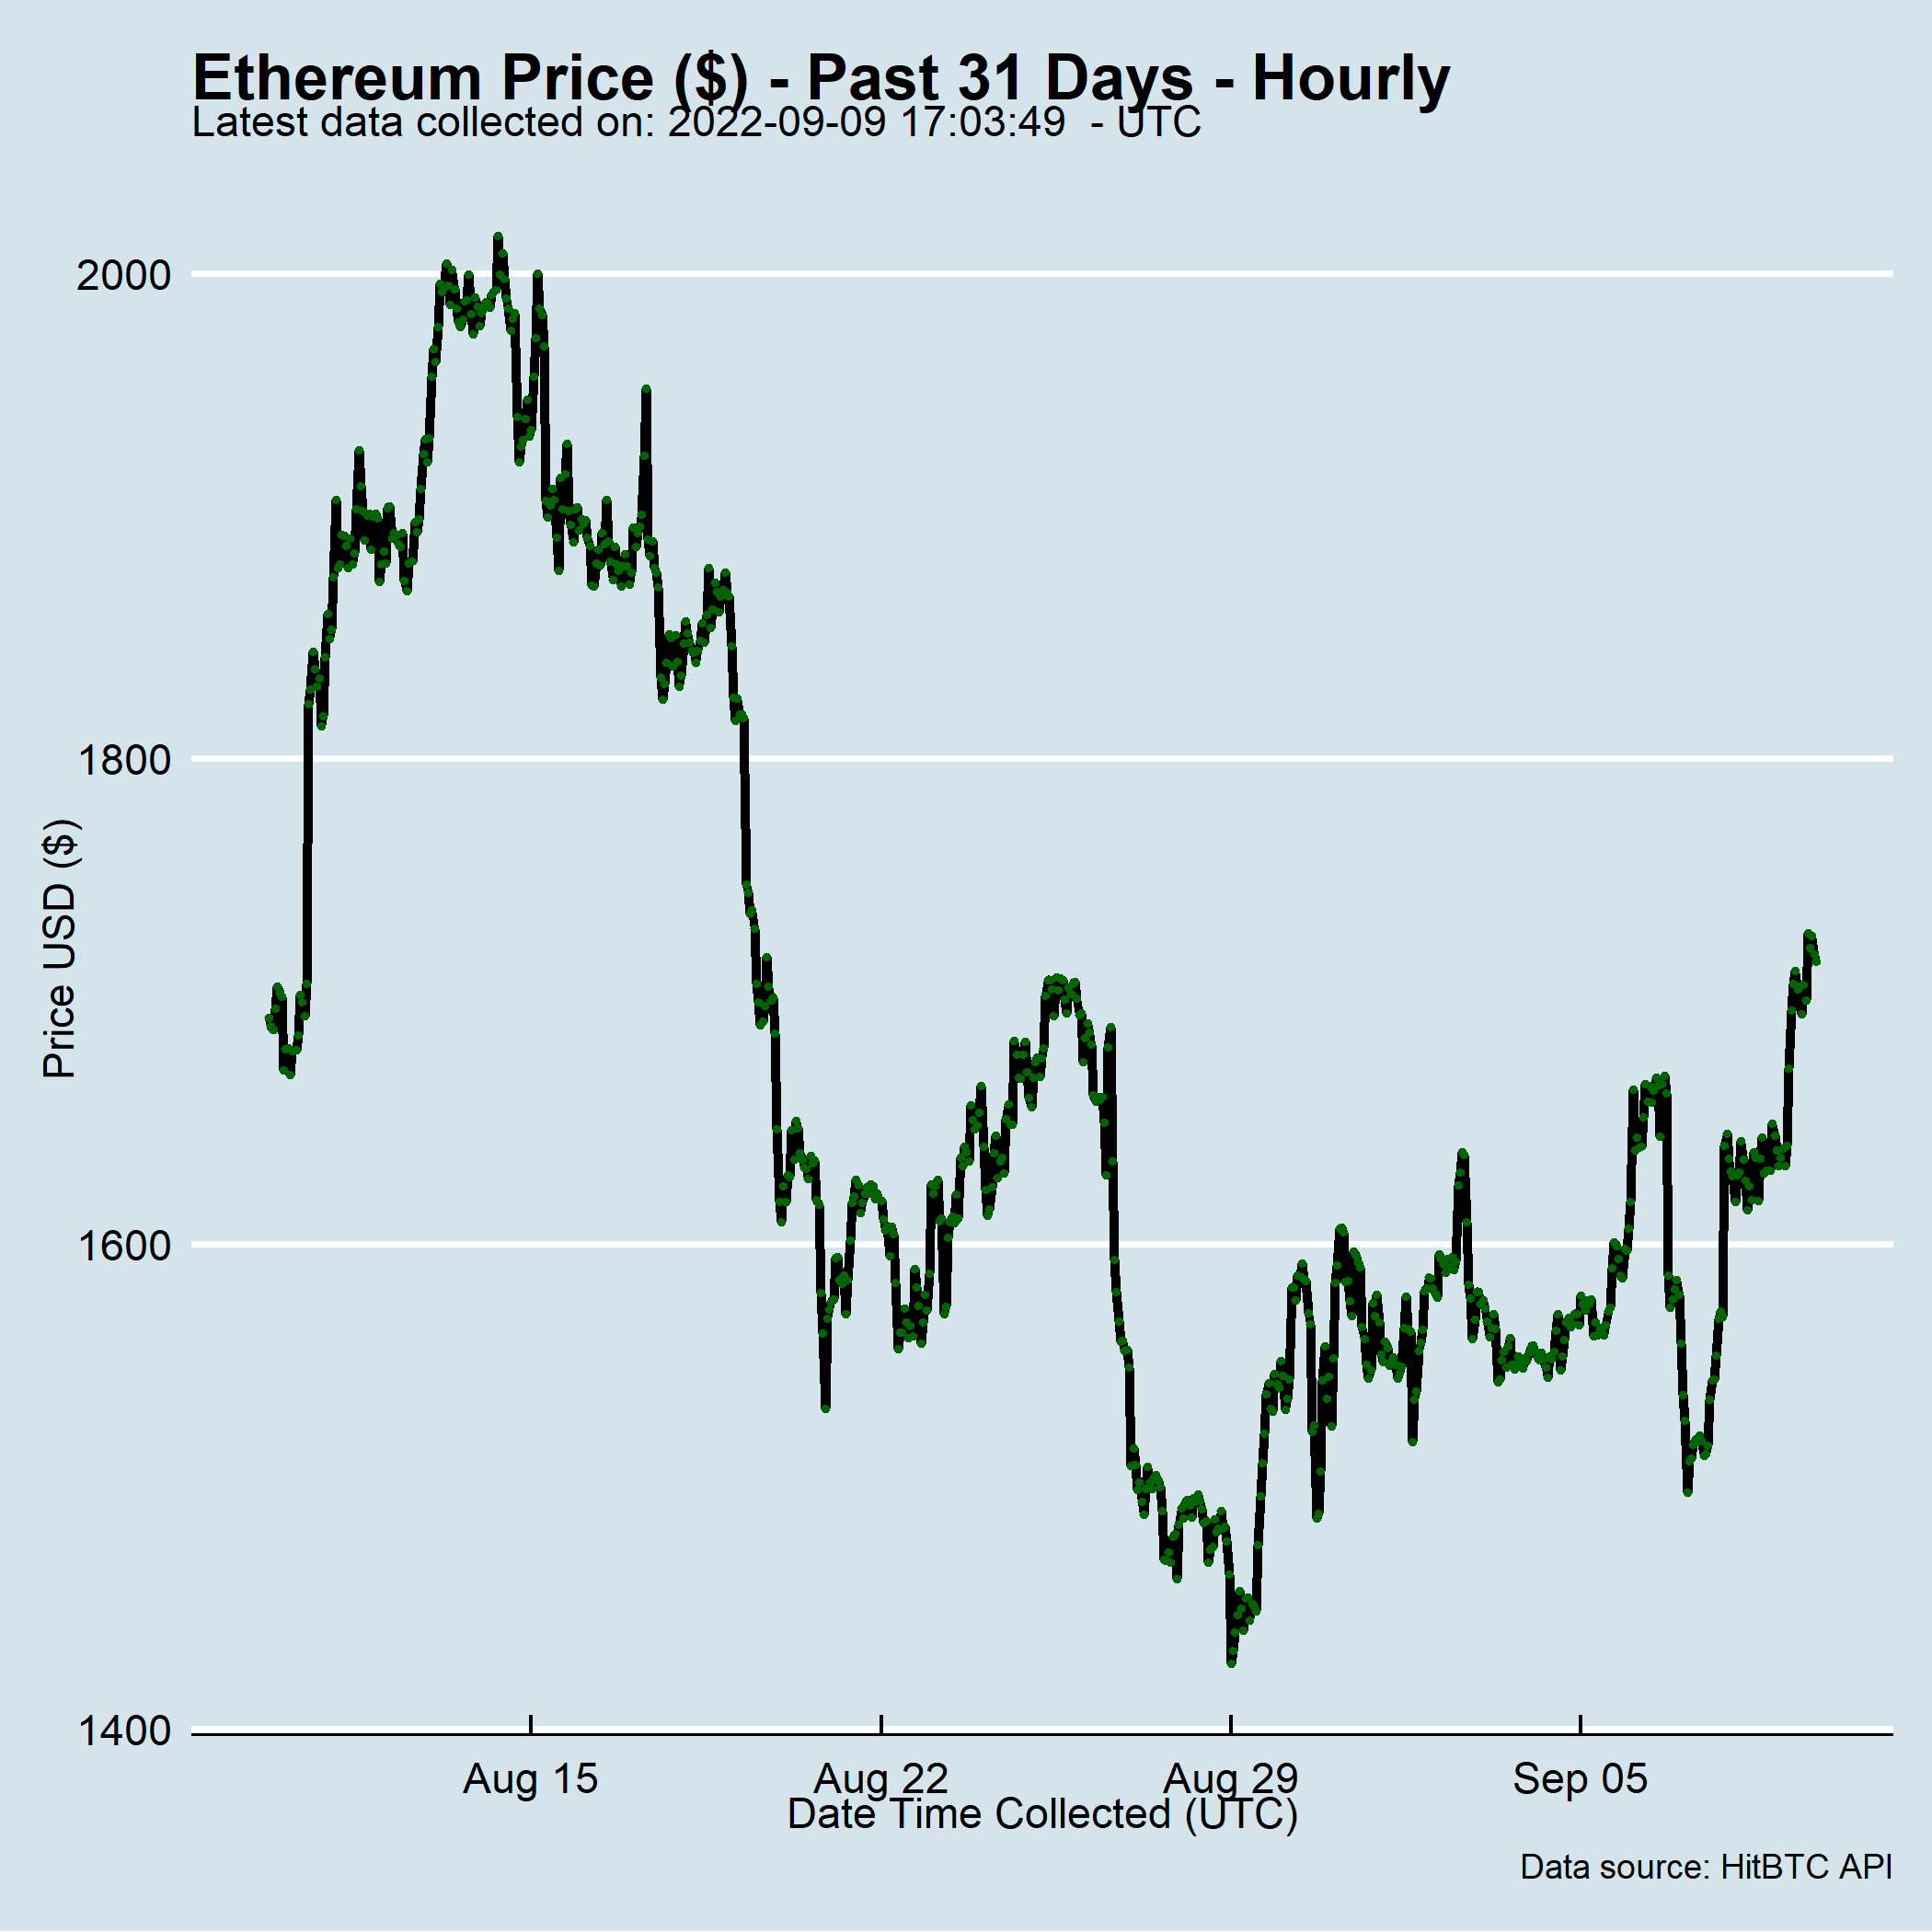 Ethereum Price ($) - Past 31 Days - Hourly
Latest data collected on: 2022-09-09 17:03:49  - UTC
2000
1800
1600
1400
Price USD ($)
Aug 15 Aug 22 Aug 29 Sep 05
Date Time Collected (UTC)
Data source: HitBTC API